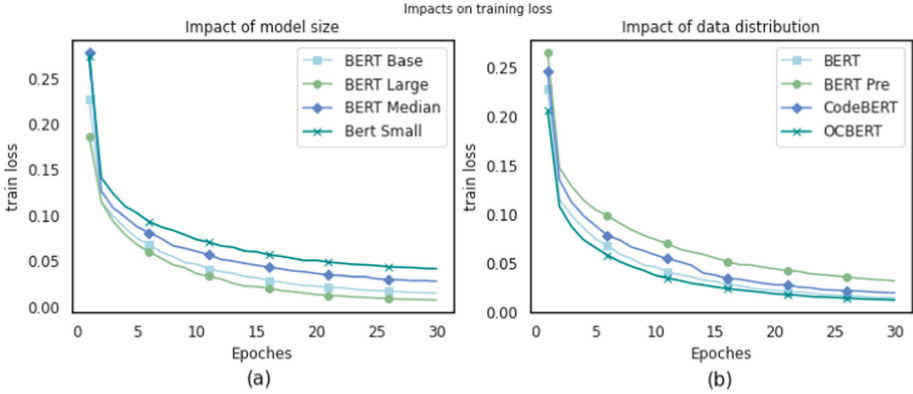 Impacts on training loss
Impact of model size
BERT Base
BERT Large
BERT Median
Bert Small
train loss
0.25
0.20
0.15
0.10
0.05
0.00
0 5 10 15 20 25 30
Epoches
(a)
Impact of data distribution
BERT
BERT Pre
CodeBERT
OCBERT
train loss
0.25
0.20
0.15
0.10
0.05
0.00
0 5 10 15 20 25 30
Epoches
(b)